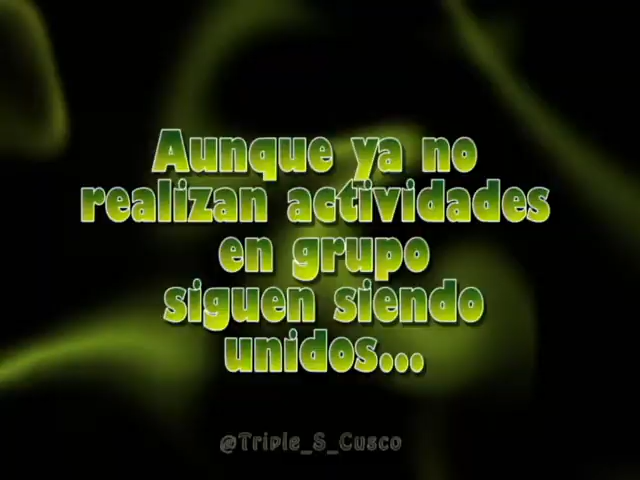 Aunque ya no
realizan actividades
en grupo
siguen siendo
unidos...
@Triple_S_Cusco